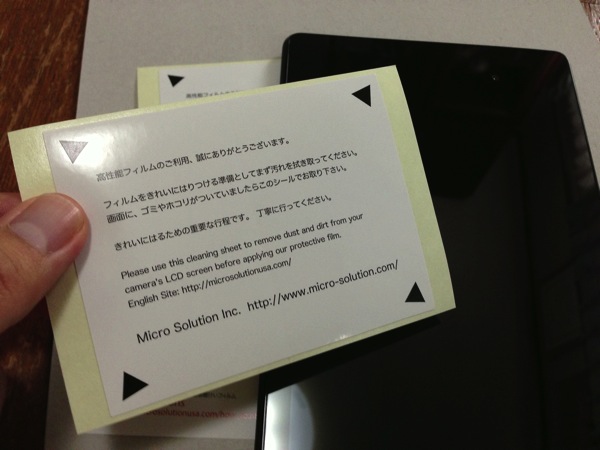 高性能フィルムのご利用、誠にありがとうございます。
フィルムをきれいにはりつける準備としてまず汚れを拭き取ってください。
画面に、ゴミやホコリがついていましたらこのシールでお取り下さい。
きれいにはるための重要な行程です。 丁寧に行ってください。
Please use this cleaning sheet to remove dust and dirt from your
camera's LCD screen before applying our protective film.
English Site: http://microsolutionusa.com/
Micro Solution Inc. http://www.micro-solution.com/